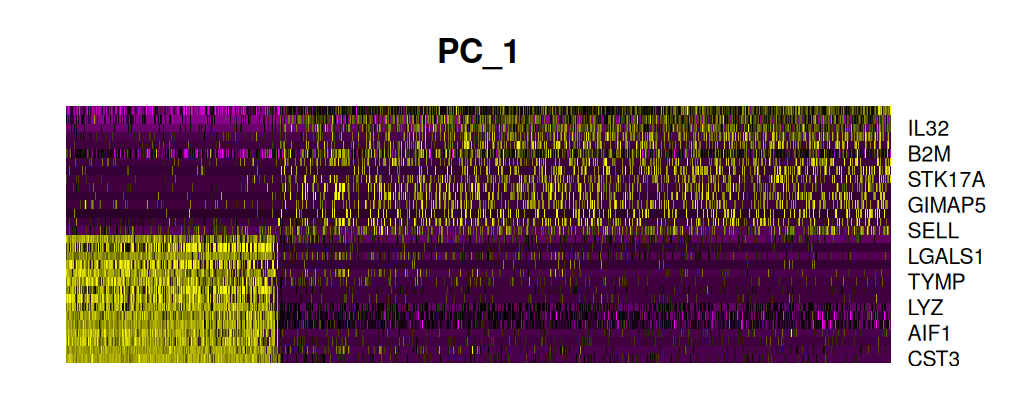 PC_1
IL32
B2M
STK17A
GIMAP5
SELL
LGALS1
TYMP
LYZ
AIF1
CST3